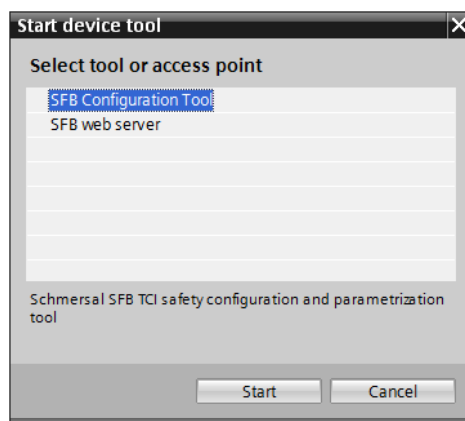 Start device tool
Select tool or access point
SFB Configuration Tool
SFB web server
Schmersal SFB TCI safety configuration and parametrization
tool
Start Cancel